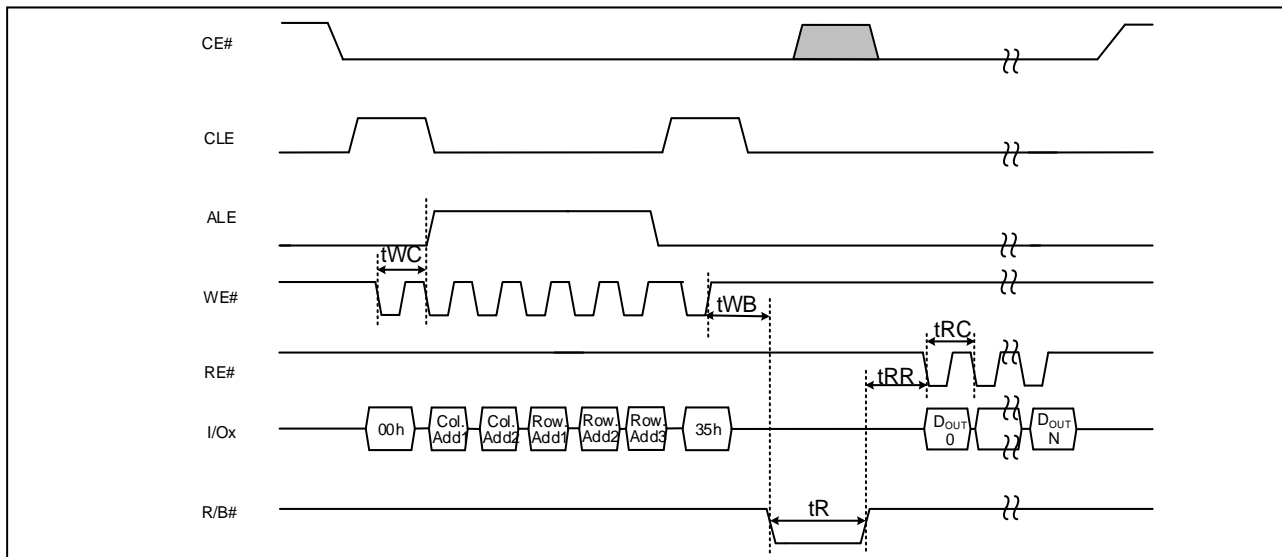 CE#
CLE
ALE
tWC
WE#
tWB
tRC
RE#
tRR
I/Ox
00h
Col.
Add1
Col.
Add2
Row.
Add1
Row.
Add2
Row.
Add3
35h
DOUT
0
DOUT
N
R/B#
tR